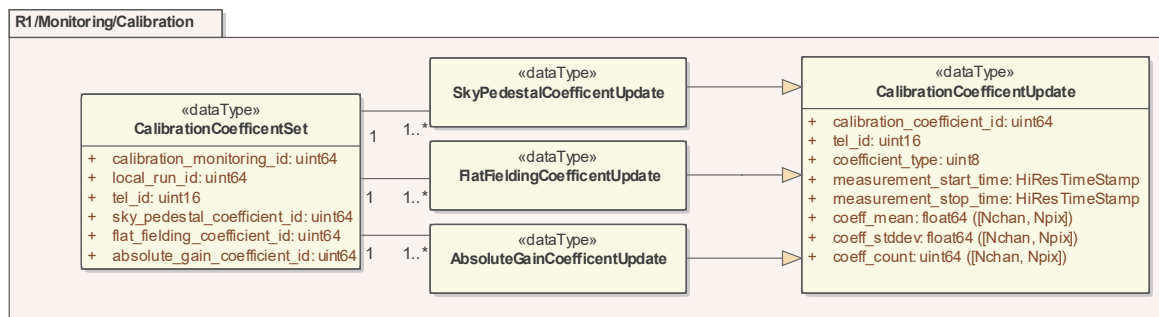 R1/Monitoring/Calibration
«dataType»
CalibrationCoefficentSet
+ calibration_monitoring_id: uint64
+ local_run_id: uint64
+ tel_id: uint16
+ sky_pedestal_coefficient_id: uint64
+ flat_fielding_coefficient_id: uint64
+ absolute_gain_coefficient_id: uint64
1 1..*
1 1..*
1 1..*
«dataType»
SkyPedestalCoefficentUpdate
«dataType»
FlatFieldingCoefficentUpdate
«dataType»
AbsoluteGainCoefficentUpdate
«dataType»
CalibrationCoefficentUpdate
+ calibration_coefficient_id: uint64
+ tel_id: uint16
+ coefficient_type: uint8
+ measurement_start_time: HiResTimeStamp
+ measurement_stop_time: HiResTimeStamp
+ coeff_mean: float64 ([Nchan, Npix])
+ coeff_stddev: float64 ([Nchan, Npix])
+ coeff_count: uint64 ([Nchan, Npix])